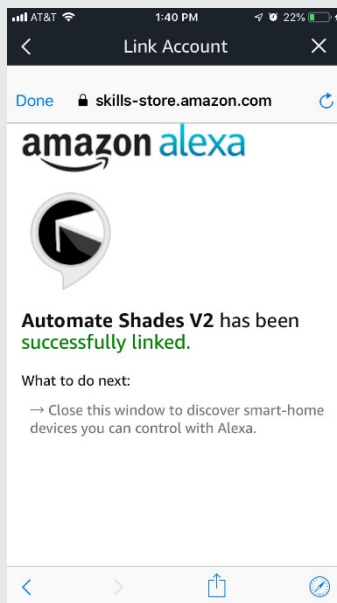 AT&T 1:40 PM 22%
Link Account
Done skills-store.amazon.com
amazon alexa
Automate Shades V2 has been
successfully linked.
What to do next:
→ Close this window to discover smart-home
devices you can control with Alexa.